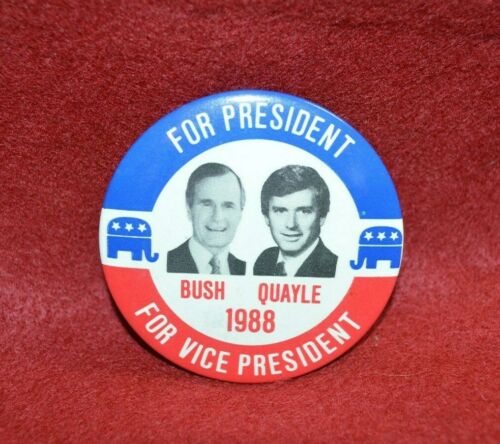 FOR PRESIDENT
BUSH QUAYLE
1988
FOR VICE PRESIDENT